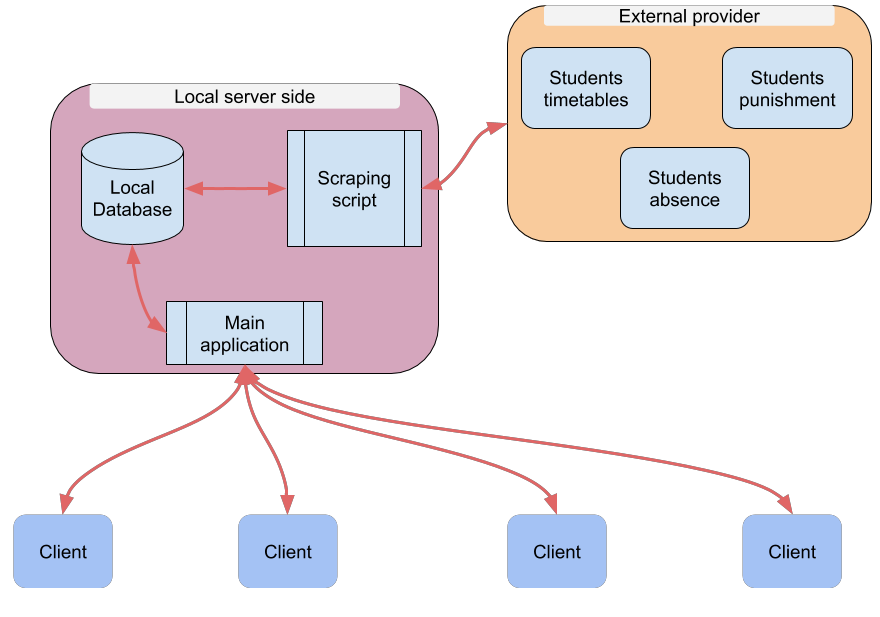 External provider
Students
timetables
Students
punishment
Students
absence
Local server side
Local
Database
Scraping
script
Main
application
Client
Client
Client
Client